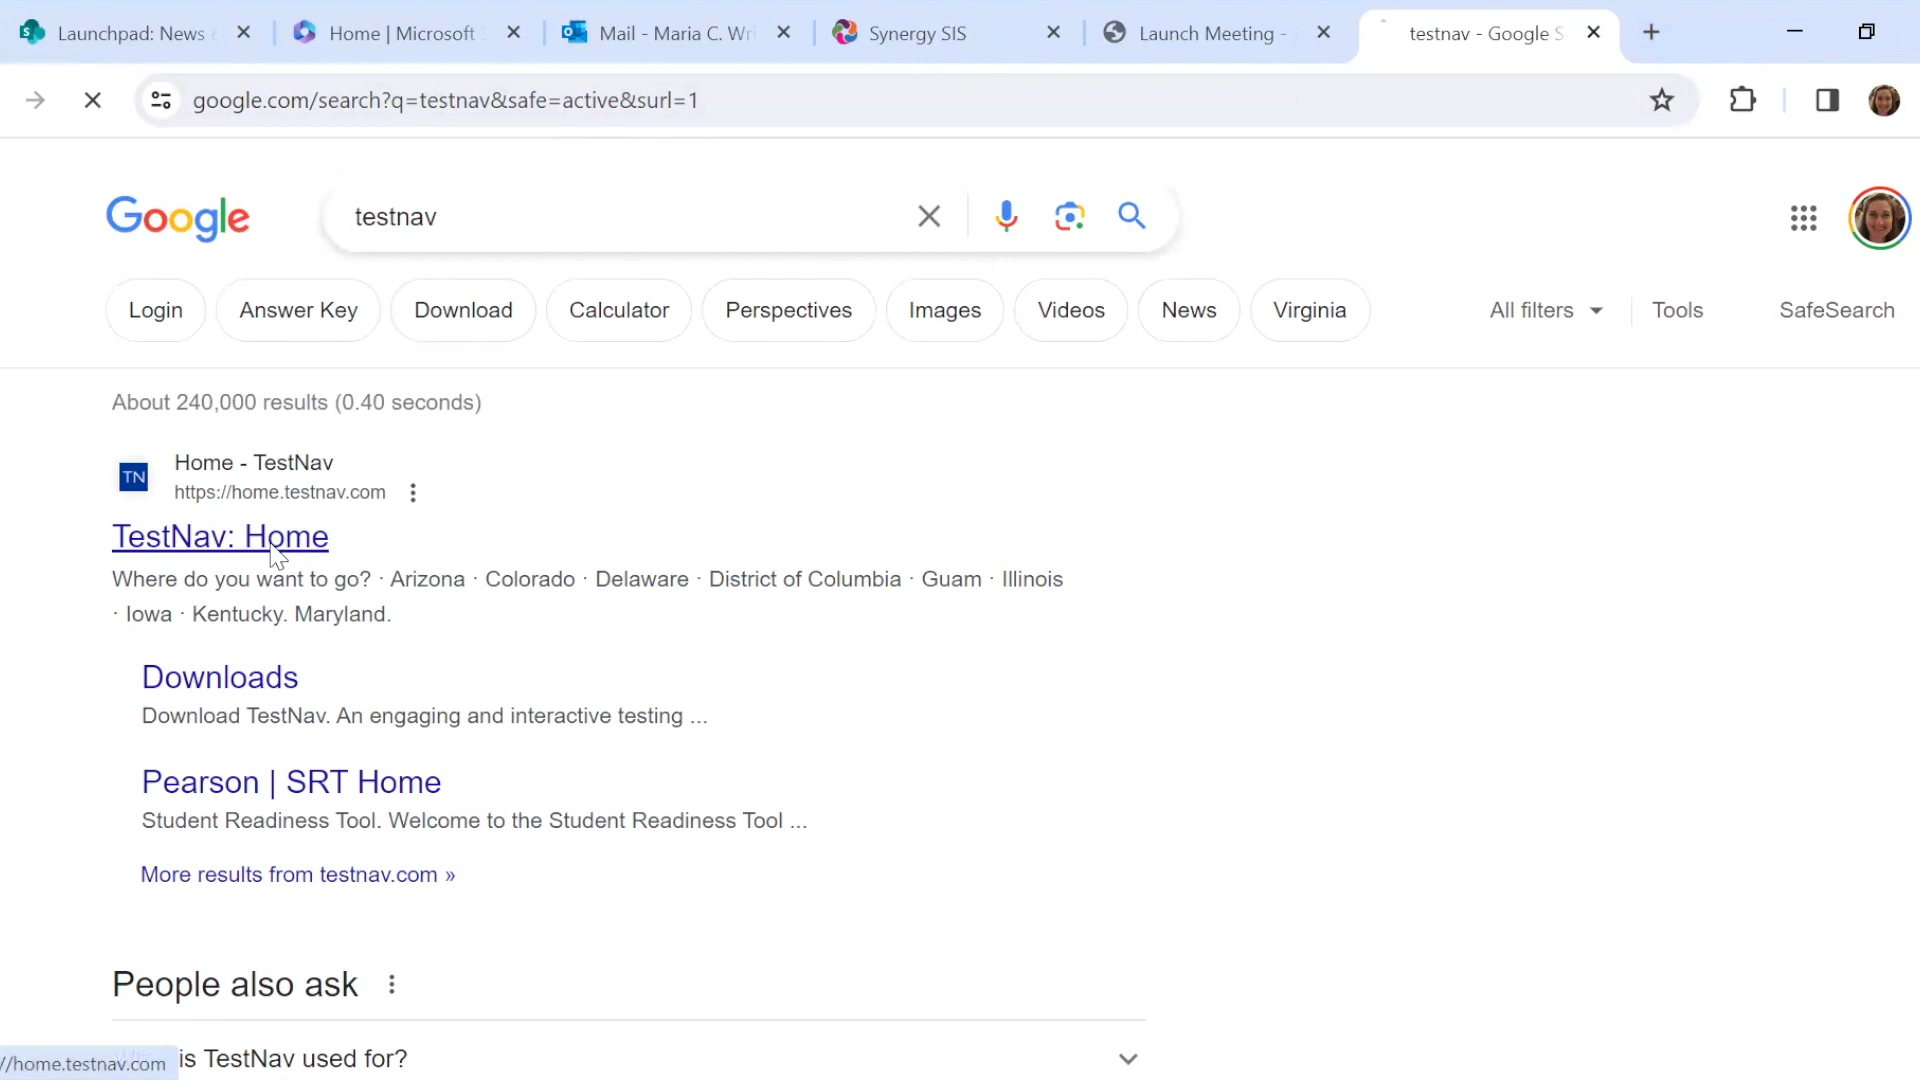 Launchpad: News
Home | Microsoft
Mail - Maria C. Wri
Synergy SIS
Launch Meeting -
testnav - Google S
google.com/search?q=testnav&safe=active&surl=1
Google
testnav
Login
Answer Key
Download
Calculator
Perspectives
Images
Videos
News
Virginia
All filters
Tools
SafeSearch
About 240,000 results (0.40 seconds)
TN
Home - TestNav
https://home.testnav.com
TestNav: Home
Where do you want to go? · Arizona · Colorado · Delaware · District of Columbia · Guam · Illinois
· Iowa · Kentucky. Maryland.
Downloads
Download TestNav. An engaging and interactive testing ...
Pearson | SRT Home
Student Readiness Tool. Welcome to the Student Readiness Tool ...
More results from testnav.com »
People also ask
is TestNav used for?
//home.testnav.com